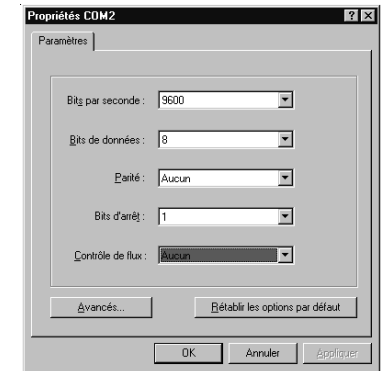 Propriétés COM2
Paramètres
Bits par seconde : 9600
Bits de données : 8
Parité : Aucun
Bits d'arrêt : 1
Contrôle de flux : Aucun
Avancés... Rétablir les options par défaut
OK Annuler Appliquer